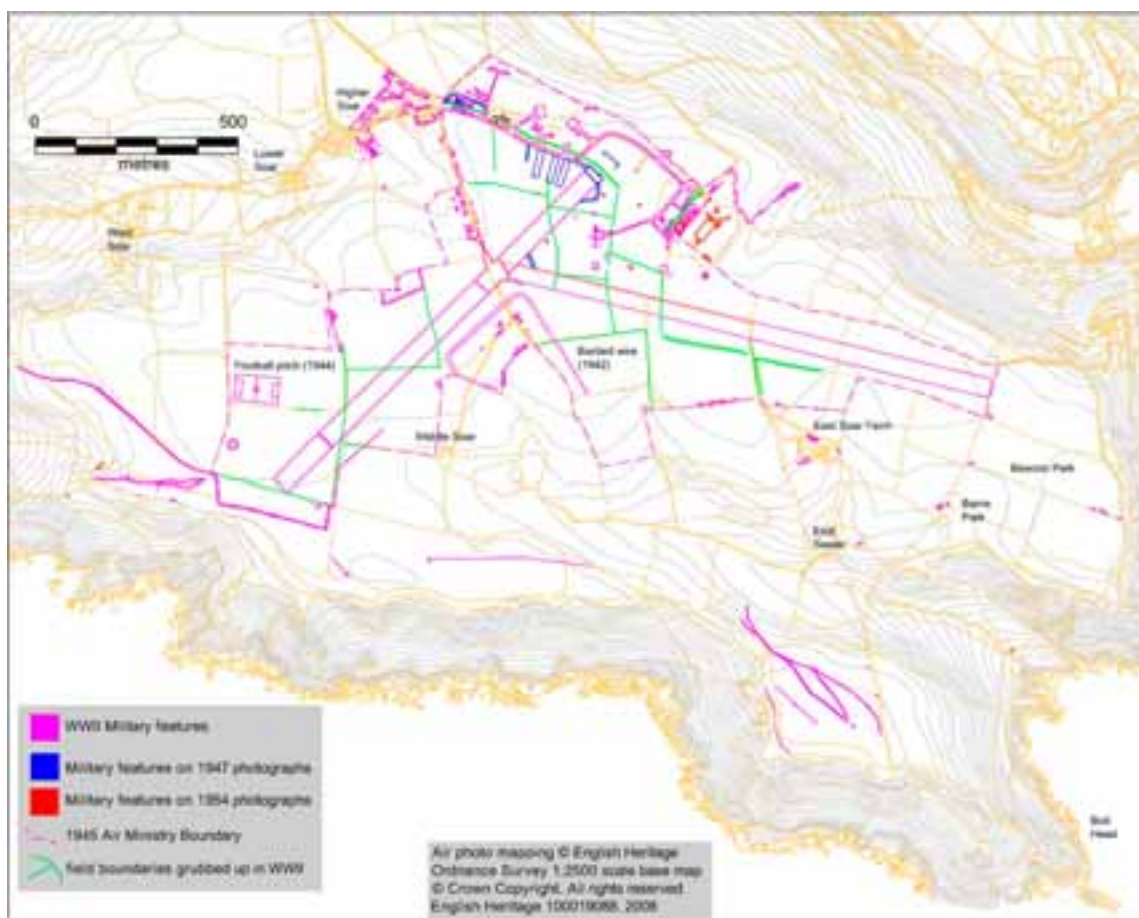 Higher
Soar
0 500
metres
Lower
Soar
West
Soar
Football pitch (1944)
Barbed wire
(1942)
Middle Soar
East Soar Farm
Beacon Park
Barns
Park
East
Bolt
Head
WWII Military features
Military features on 1947 photographs
Military features on 1954 photographs
1945 Air Ministry Boundary
field boundaries grubbed up in WWII
Air photo mapping © English Heritage
Ordnance Survey 1:2500 scale base map
© Crown Copyright. All rights reserved
English Heritage 100019088, 2008